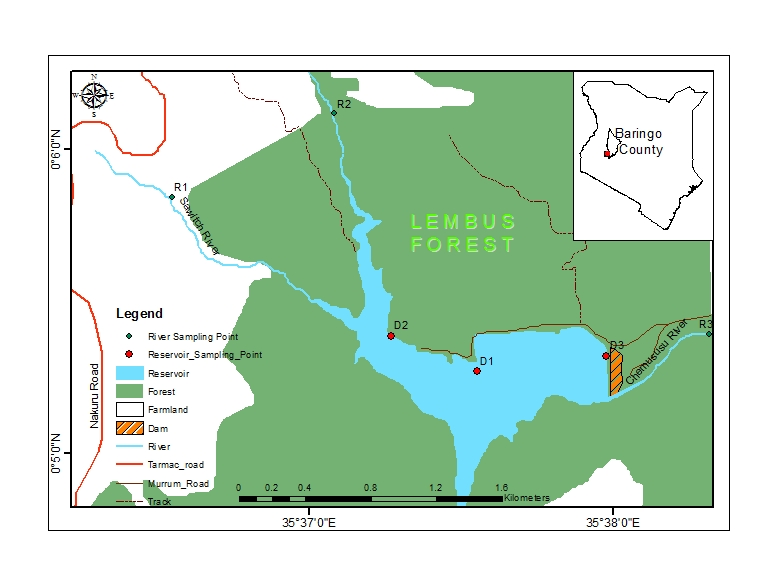 N
W
E
S
R2
R1
Sawitch River
0°6'0"N
Baringo
County
LEMBUS
FOREST
Legend
River Sampling Point
Reservoir_Sampling_Point
Reservoir
Forest
Farmland
Dam
River
Tarmac_road
Murrum_Road
Track
Nakuru Road
D2
D1
D3
R3
Chemususu River
0°5'0"N
0 0.2 0.4 0.8 1.2 1.6
Kilometers
35°37'0"E
35°38'0"E